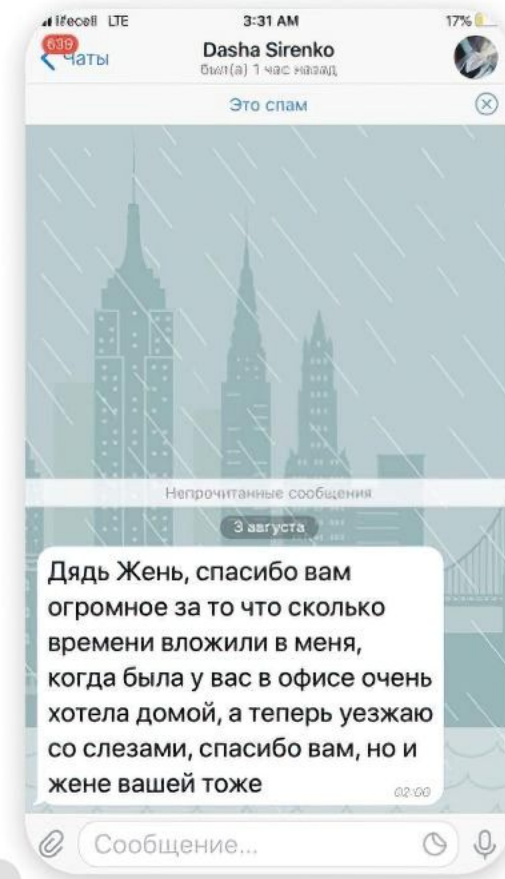 lifecell LTE
3:31 AM
17%
639
Чаты
Dasha Sirenko
был(а) 1 час назад
Это спам
Непрочитанные сообщения
3 августа
Дядь Жень, спасибо вам
огромное за то что сколько
времени вложили в меня,
когда была у вас в офисе очень
хотела домой, а теперь уезжаю
со слезами, спасибо вам, но и
жене вашей тоже
02:00
Сообщение...